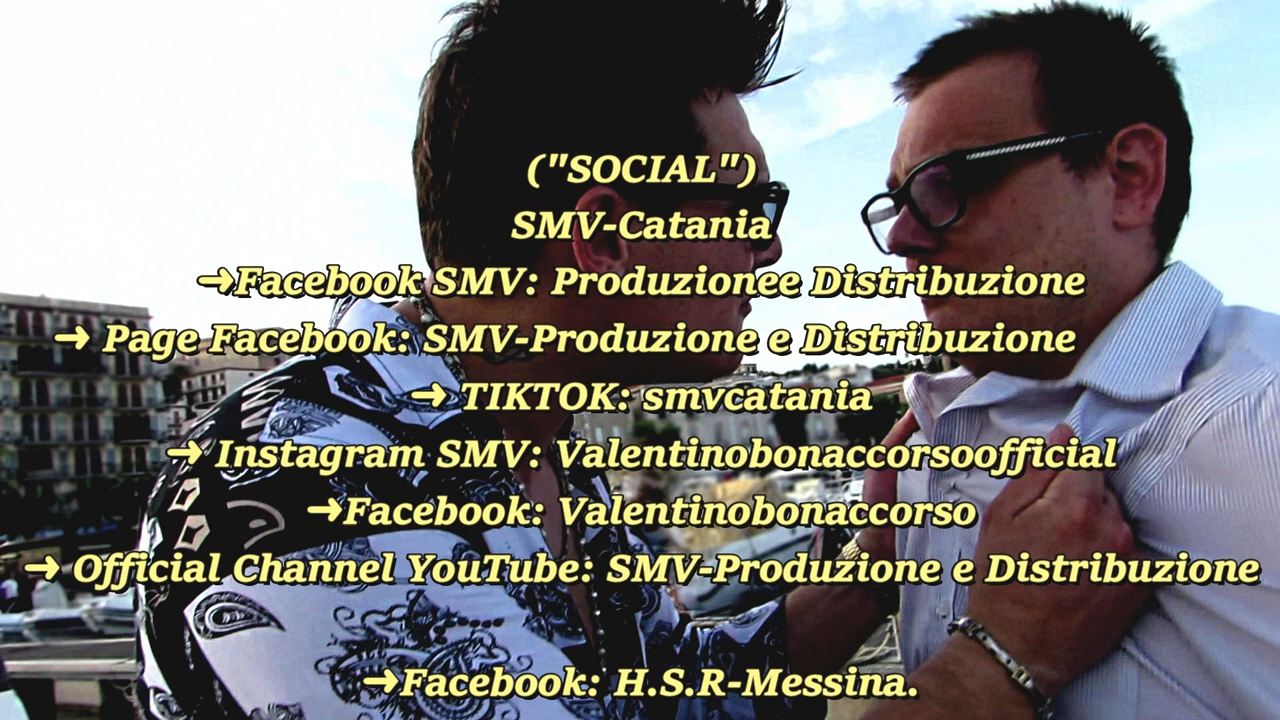 ("SOCIAL")
SMV-Catania
➜Facebook SMV: Produzionee Distribuzione
➜ Page Facebook: SMV-Produzione e Distribuzione
➜ TIKTOK: smvcatania
➜ Instagram SMV: Valentinobonaccorsoofficial
➜Facebook: Valentinobonaccorso
➜ Official Channel YouTube: SMV-Produzione e Distribuzione
➜Facebook: H.S.R-Messina.